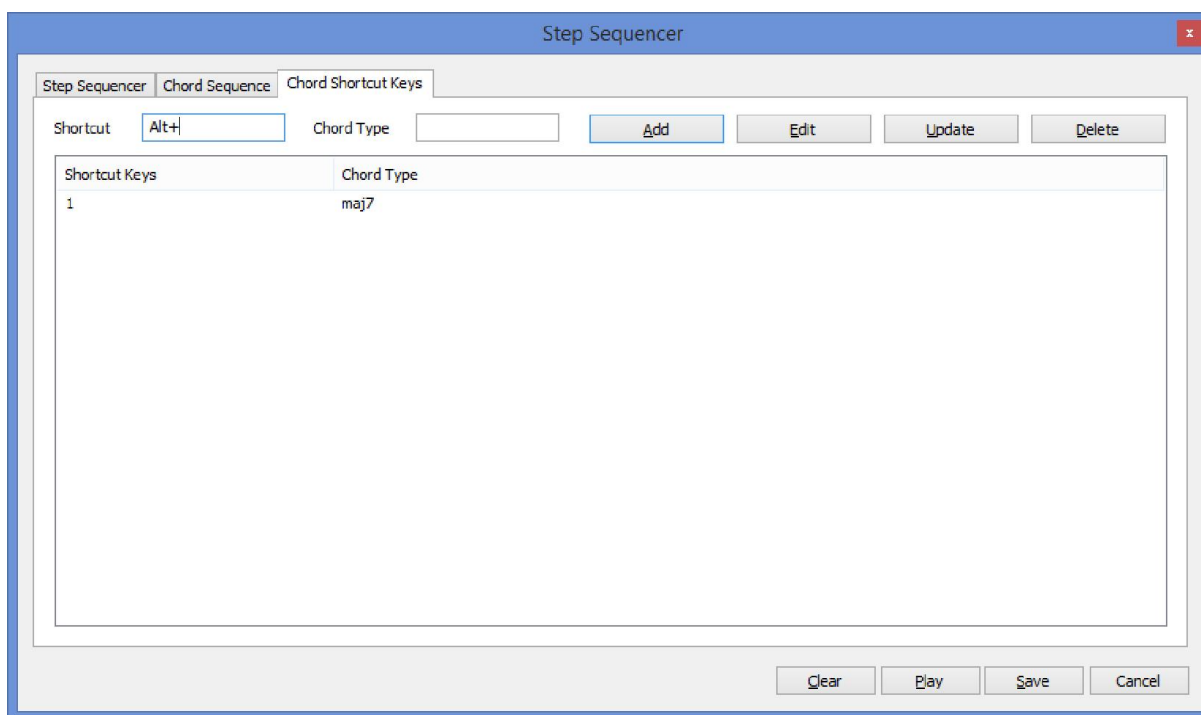 Step Sequencer
x
Step Sequencer Chord Sequence Chord Shortcut Keys
Shortcut Alt+ Chord Type Add Edit Update Delete
Shortcut Keys Chord Type
1 maj7
Clear Play Save Cancel